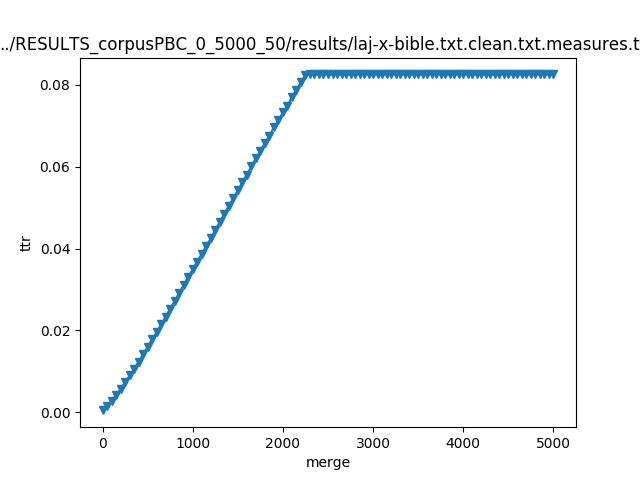 ../RESULTS_corpusPBC_0_5000_50/results/laj-x-bible.txt.clean.txt.measures.t
0.08
0.06
0.04
0.02
0.00
ttr
0 1000 2000 3000 4000 5000
merge